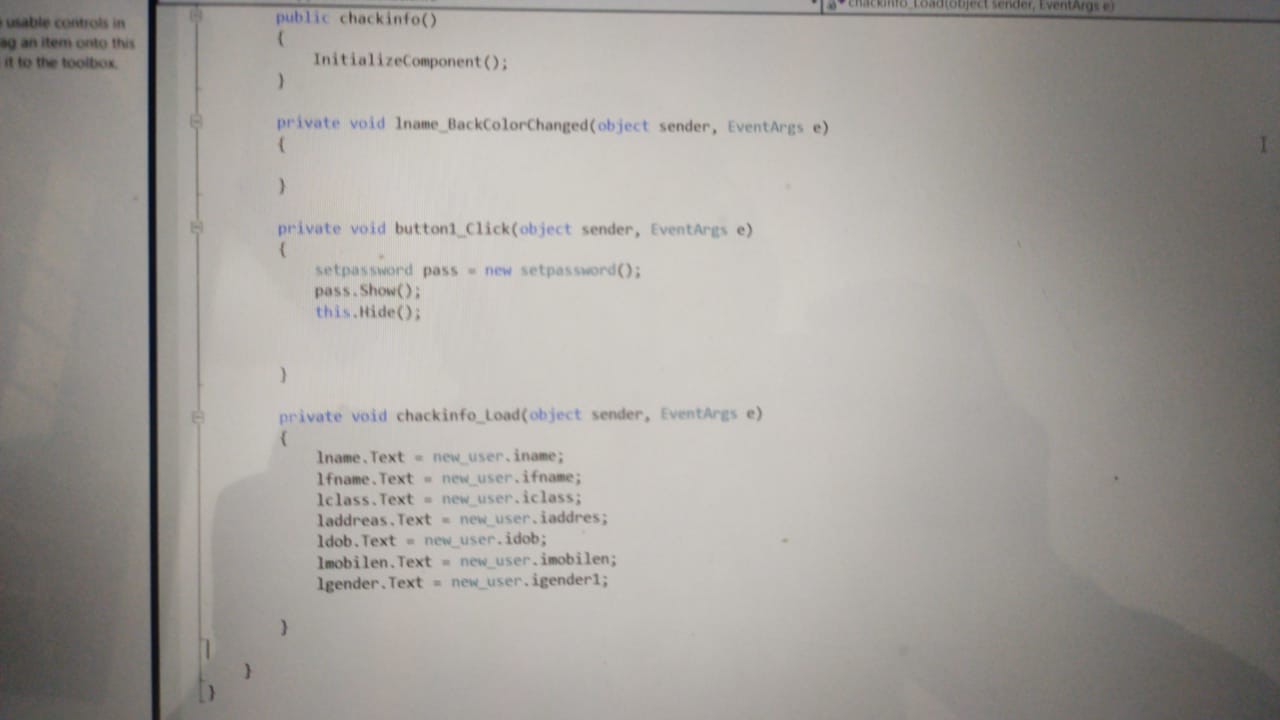 chackinfo_Load(object sender, EventArgs e)
usable controls in
ag an item onto this
it to the toolbox.
public chackinfo()
{
InitializeComponent();
}
private void lname_BackColorChanged(object sender, EventArgs e)
{
}
private void button1_Click(object sender, EventArgs e)
{
setpassword pass = new setpassword();
pass.Show();
this.Hide();
}
private void chackinfo_Load(object sender, EventArgs e)
{
lname.Text = new_user.iname;
lfname.Text = new_user.ifname;
lclass.Text = new_user.iclass;
laddreas.Text = new_user.iaddres;
ldob.Text = new_user.idob;
lmobilen.Text = new_user.imobilen;
lgender.Text = new_user.igender1;
}
}
}